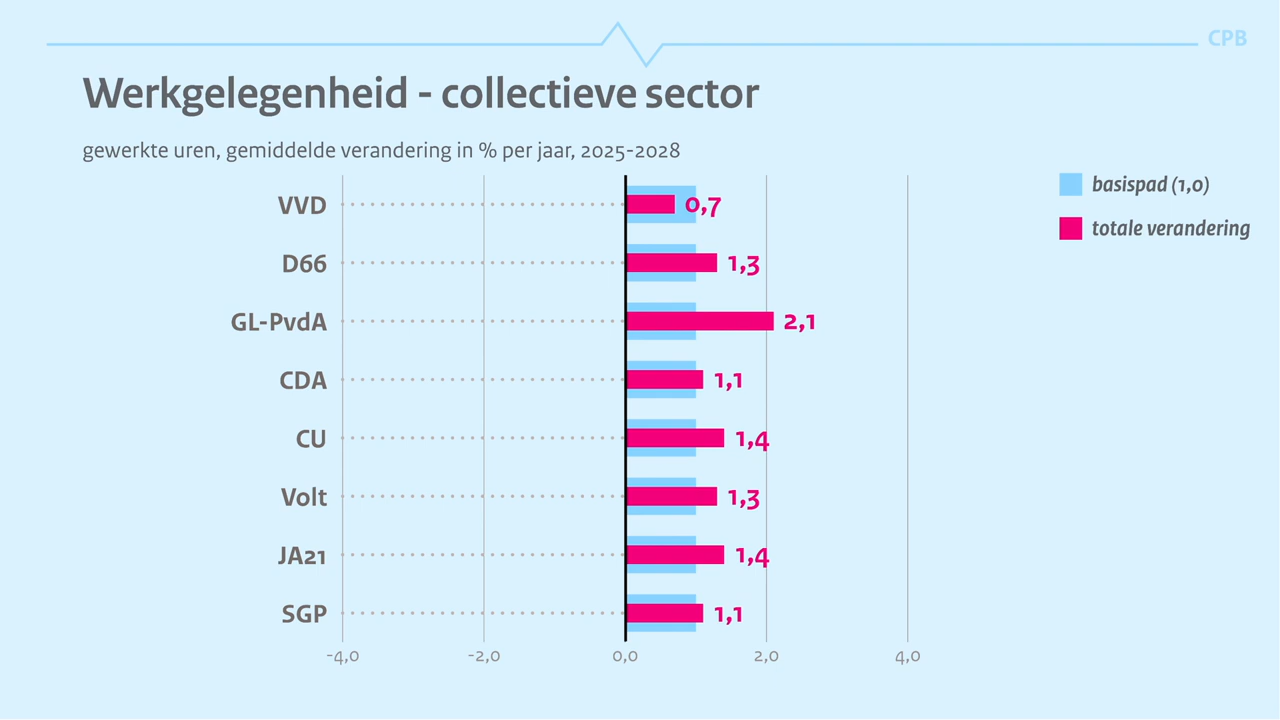 CPB
Werkgelegenheid - collectieve sector
gewerkte uren, gemiddelde verandering in % per jaar, 2025-2028
basispad (1,0)
totale verandering
VVD 0,7
D66 1,3
GL-PvdA 2,1
CDA 1,1
CU 1,4
Volt 1,3
JA21 1,4
SGP 1,1
-4,0 -2,0 0,0 2,0 4,0